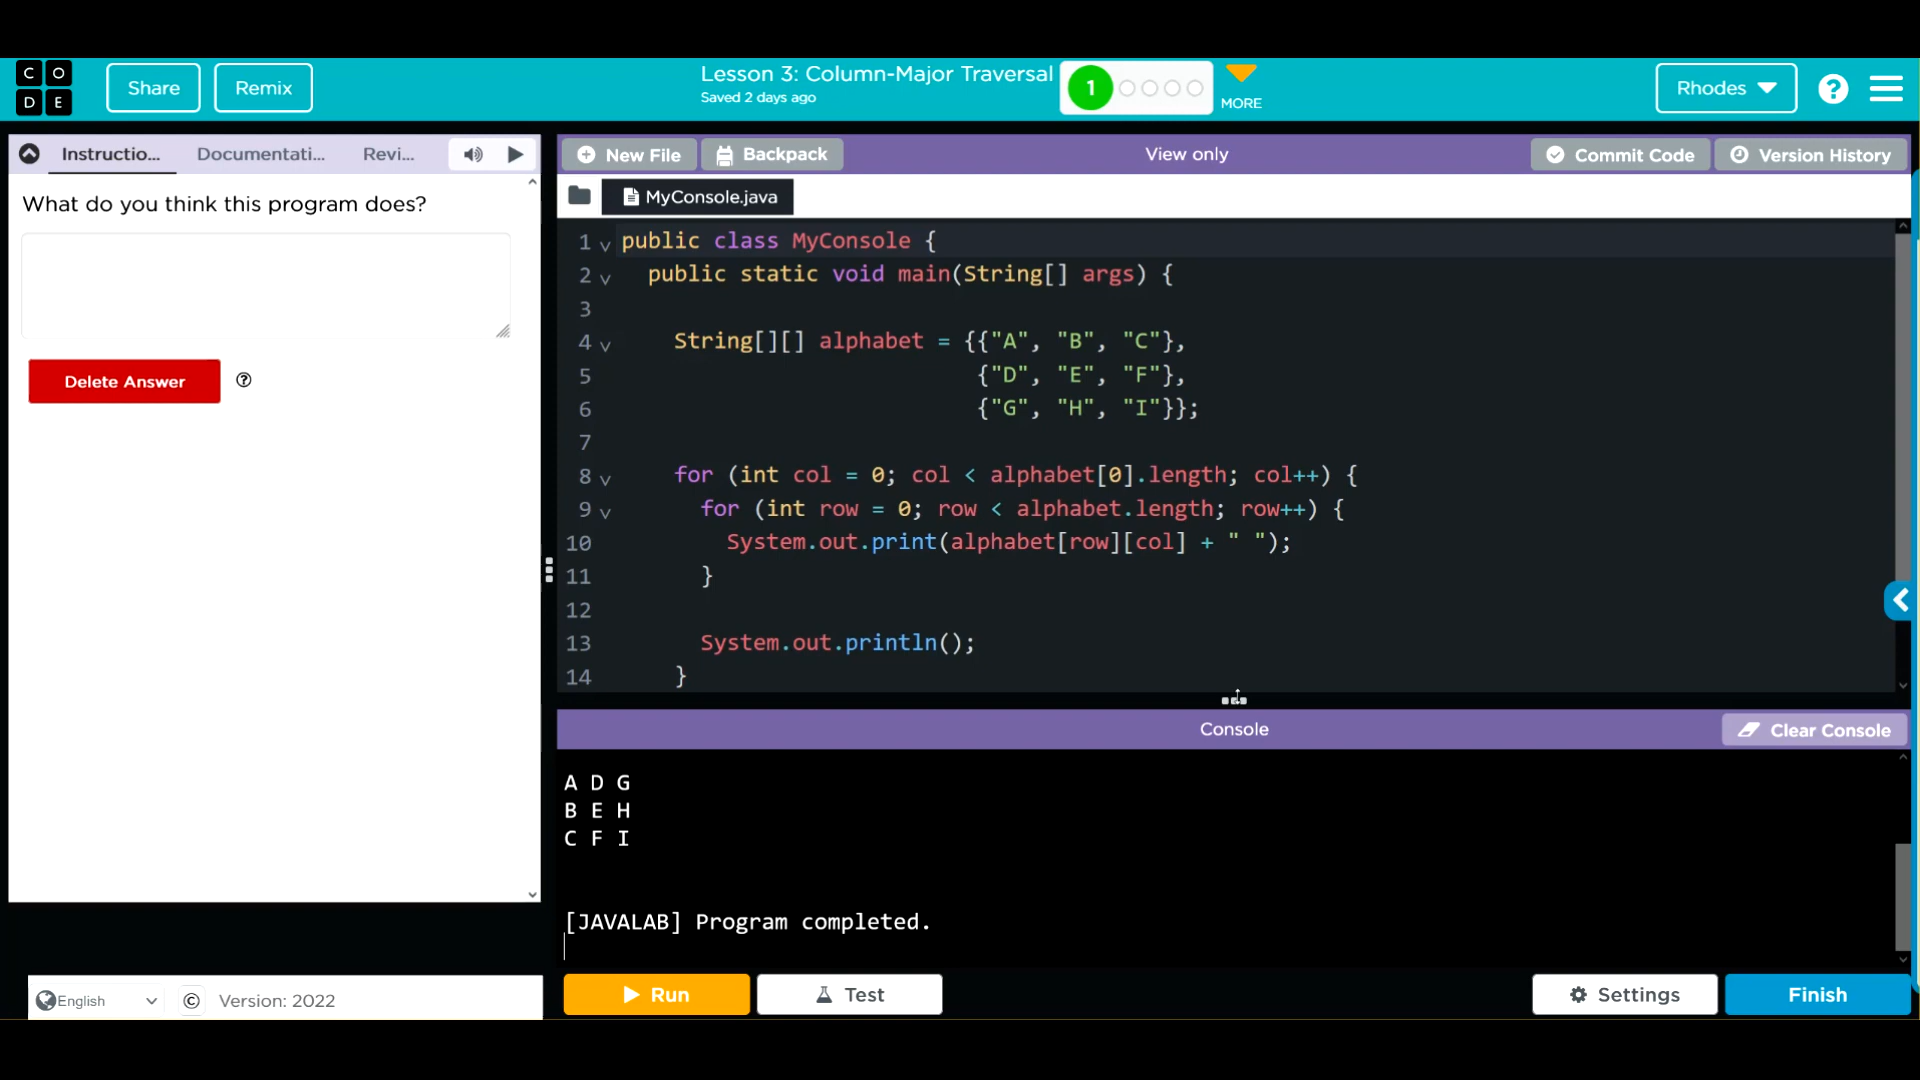 C O
D E
Share
Remix
Lesson 3: Column-Major Traversal
Saved 2 days ago
1
MORE
Rhodes
?
Instructio...
Documentati...
Revi...
What do you think this program does?
Delete Answer
?
New File
Backpack
View only
Commit Code
Version History
MyConsole.java
1 public class MyConsole {
2 public static void main(String[] args) {
3
4 String[][] alphabet = {{"A", "B", "C"},
5 {"D", "E", "F"},
6 {"G", "H", "I"}};
7
8 for (int col = 0; col < alphabet[0].length; col++) {
9 for (int row = 0; row < alphabet.length; row++) {
10 System.out.print(alphabet[row][col] + " ");
11 }
12
13 System.out.println();
14 }
Console
Clear Console
A D G
B E H
C F I
[JAVALAB] Program completed.
English
©
Version: 2022
Run
Test
Settings
Finish